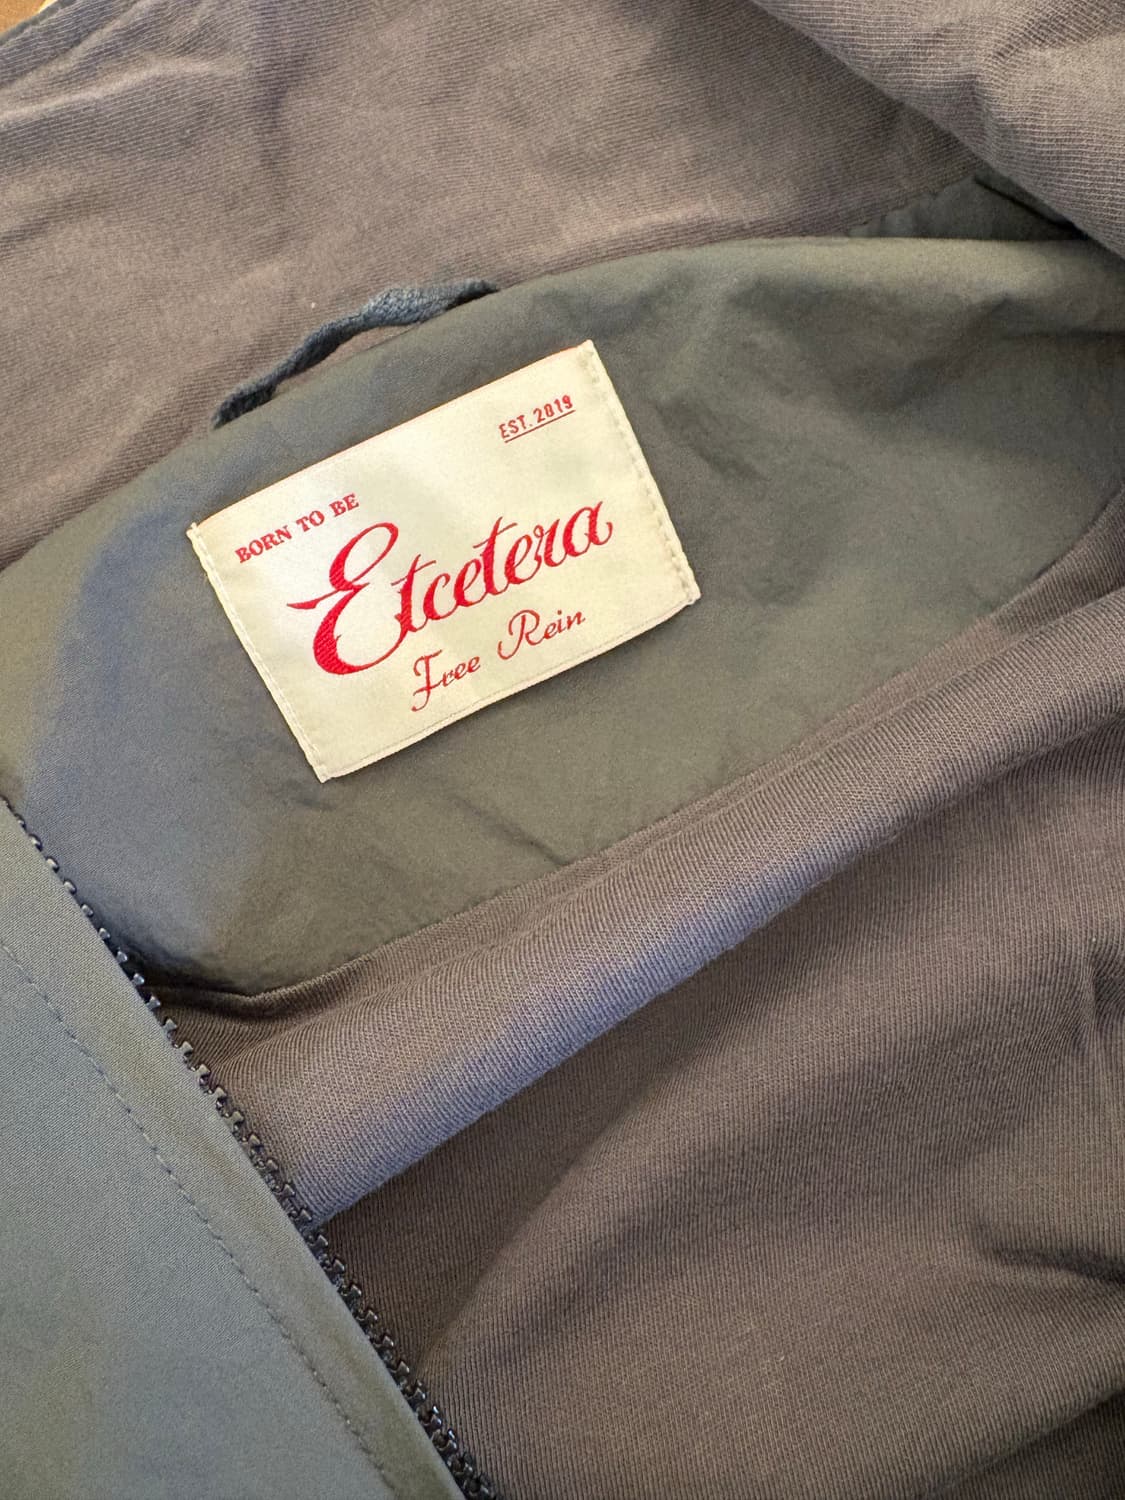 EST. 2019
BORN TO BE
Etcetera
Free Rein